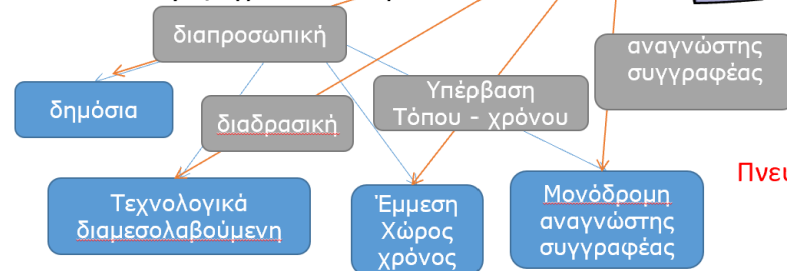 διαπροσωπική
αναγνώστης
συγγραφέας
δημόσια
Υπέρβαση
Τόπου - χρόνου
διαδρασική
Πνευ
Τεχνολογικά
διαμεσολαβούμενη
Έμμεση
Χώρος
χρόνος
Μονόδρομη
αναγνώστης
συγγραφέας